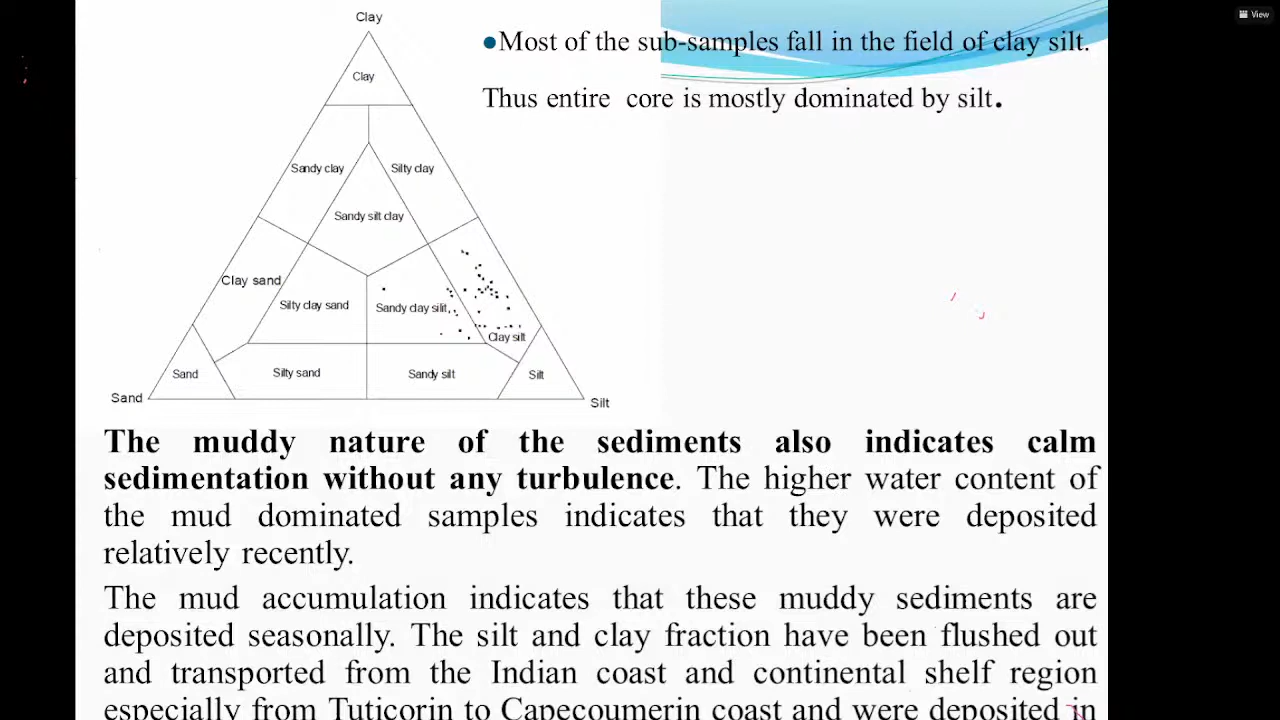 Clay
•Most of the sub-samples fall in the field of clay silt.
Thus entire core is mostly dominated by silt.
Clay
Sandy clay
Silty clay
Sandy silt clay
Clay sand
Silty clay sand
Sandy clay silit
Clay silt
Sand
Silty sand
Sandy silt
Silt
Sand
Silt
The muddy nature of the sediments also indicates calm
sedimentation without any turbulence. The higher water content of
the mud dominated samples indicates that they were deposited
relatively recently.
The mud accumulation indicates that these muddy sediments are
deposited seasonally. The silt and clay fraction have been flushed out
and transported from the Indian coast and continental shelf region
especially from Tuticorin to Capecoumerin coast and were deposited in
View